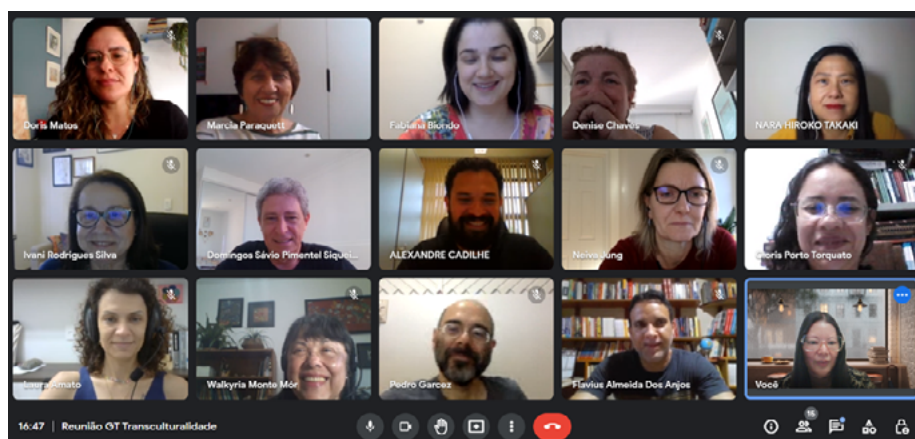 Doris Matos
Marcia Paraquett
Fabiana Biondo
Denise Chaves
NARA HIROKO TAKAKI
Ivani Rodrigues Silva
Domingos Sávio Pimentel Siquei...
ALEXANDRE CADILHE
Neiva Jung
Cloris Porto Torquato
Laura Amato
Walkyria Monte Mór
Pedro Garcez
Flavius Almeida Dos Anjos
Você
16:47 | Reunião GT Transculturalidade
16